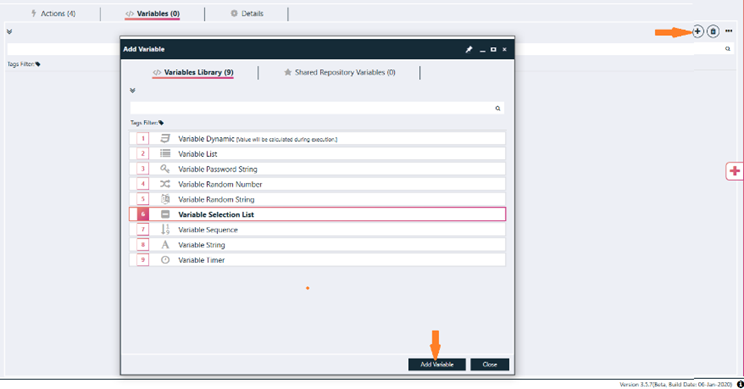 Actions (4)
Variables (0)
Details
Tags Filter:
Add Variable
Variables Library (9)
Shared Repository Variables (0)
Tags Filter:
1 Variable Dynamic [Value will be calculated during execution.]
2 Variable List
3 Variable Password String
4 Variable Random Number
5 Variable Random String
6 Variable Selection List
7 Variable Sequence
8 Variable String
9 Variable Timer
Add Variable
Close
Version 3.5.7(Beta, Build Date: 06-Jan-2020)